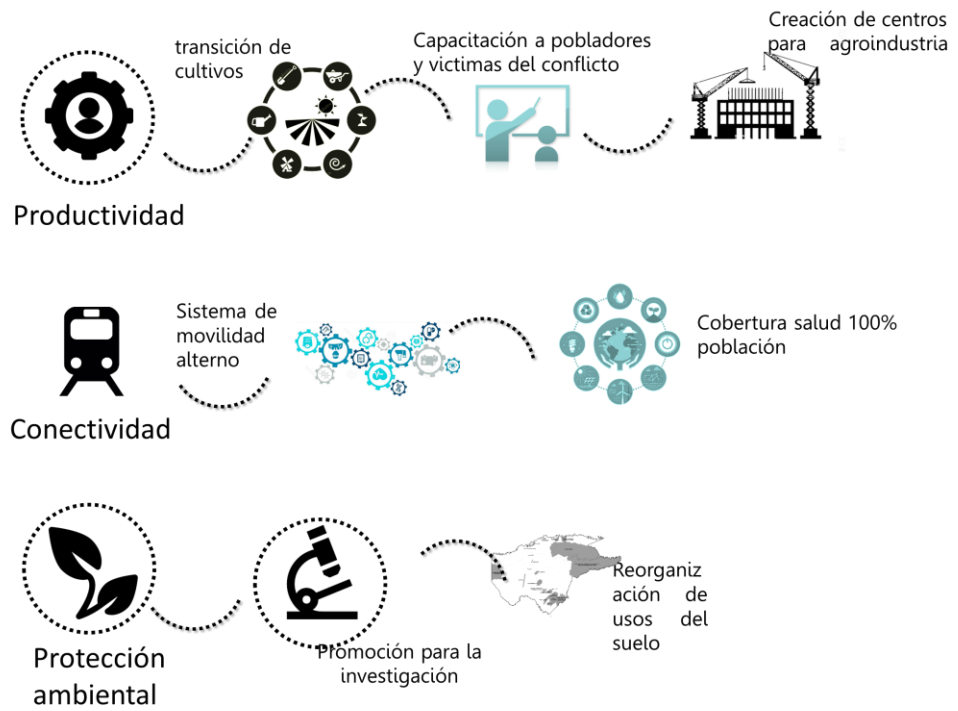 transición de
cultivos
Capacitación a pobladores
y victimas del conflicto
Creación de centros
para agroindustria
Productividad
Sistema de
movilidad
alterno
Cobertura salud 100%
población
Conectividad
Promoción para la
investigación
Reorganiz
ación de
usos del
suelo
Protección
ambiental